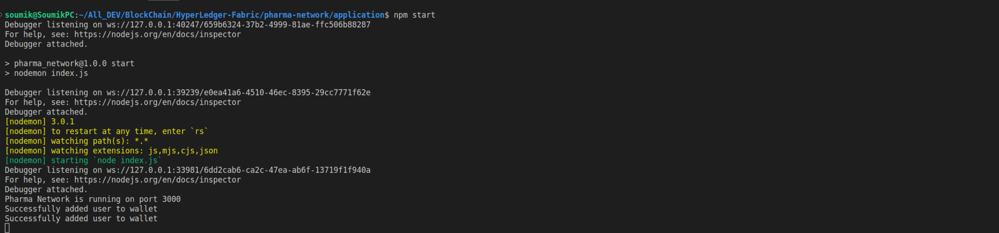 soumik@SoumikPC:~/All_DEV/BlockChain/HyperLedger-Fabric/pharma-network/application$ npm start
Debugger listening on ws://127.0.0.1:40247/659b6324-37b2-4999-81ae-ffc506b88287
For help, see: https://nodejs.org/en/docs/inspector
Debugger attached.

> pharma_network@1.0.0 start
> nodemon index.js

Debugger listening on ws://127.0.0.1:39239/e0ea41a6-4510-46ec-8395-29cc7771f62e
For help, see: https://nodejs.org/en/docs/inspector
Debugger attached.
[nodemon] 3.0.1
[nodemon] to restart at any time, enter `rs`
[nodemon] watching path(s): *.*
[nodemon] watching extensions: js,mjs,cjs,json
[nodemon] starting `node index.js`
Debugger listening on ws://127.0.0.1:33981/6dd2cab6-ca2c-47ea-ab6f-13719f1f940a
For help, see: https://nodejs.org/en/docs/inspector
Debugger attached.
Pharma Network is running on port 3000
Successfully added user to wallet
Successfully added user to wallet